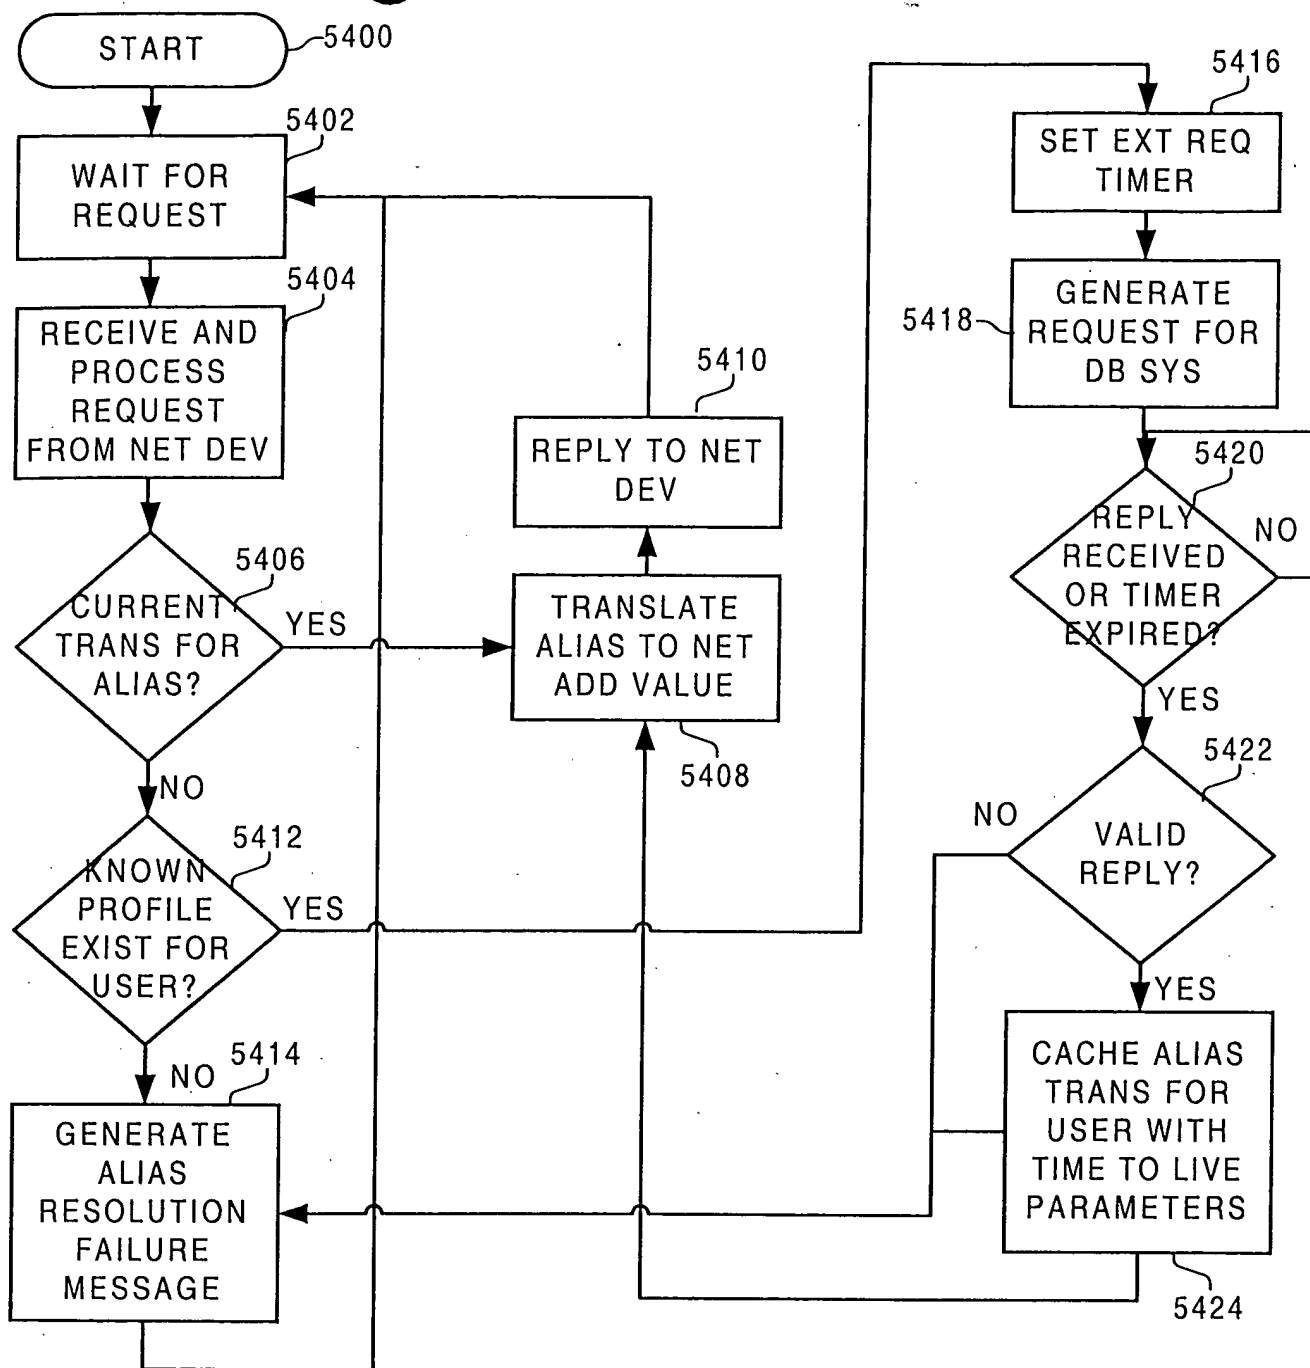 START
5400
5402
WAIT FOR
REQUEST
5404
RECEIVE AND
PROCESS
REQUEST
FROM NET DEV
5406
CURRENT
TRANS FOR
ALIAS?
YES
NO
5410
REPLY TO NET
DEV
TRANSLATE
ALIAS TO NET
ADD VALUE
5408
5412
KNOWN
PROFILE
EXIST FOR
USER?
YES
NO
5414
GENERATE
ALIAS
RESOLUTION
FAILURE
MESSAGE
5416
SET EXT REQ
TIMER
5418
GENERATE
REQUEST FOR
DB SYS
5420
REPLY
RECEIVED
OR TIMER
EXPIRED?
NO
YES
5422
VALID
REPLY?
NO
YES
CACHE ALIAS
TRANS FOR
USER WITH
TIME TO LIVE
PARAMETERS
5424